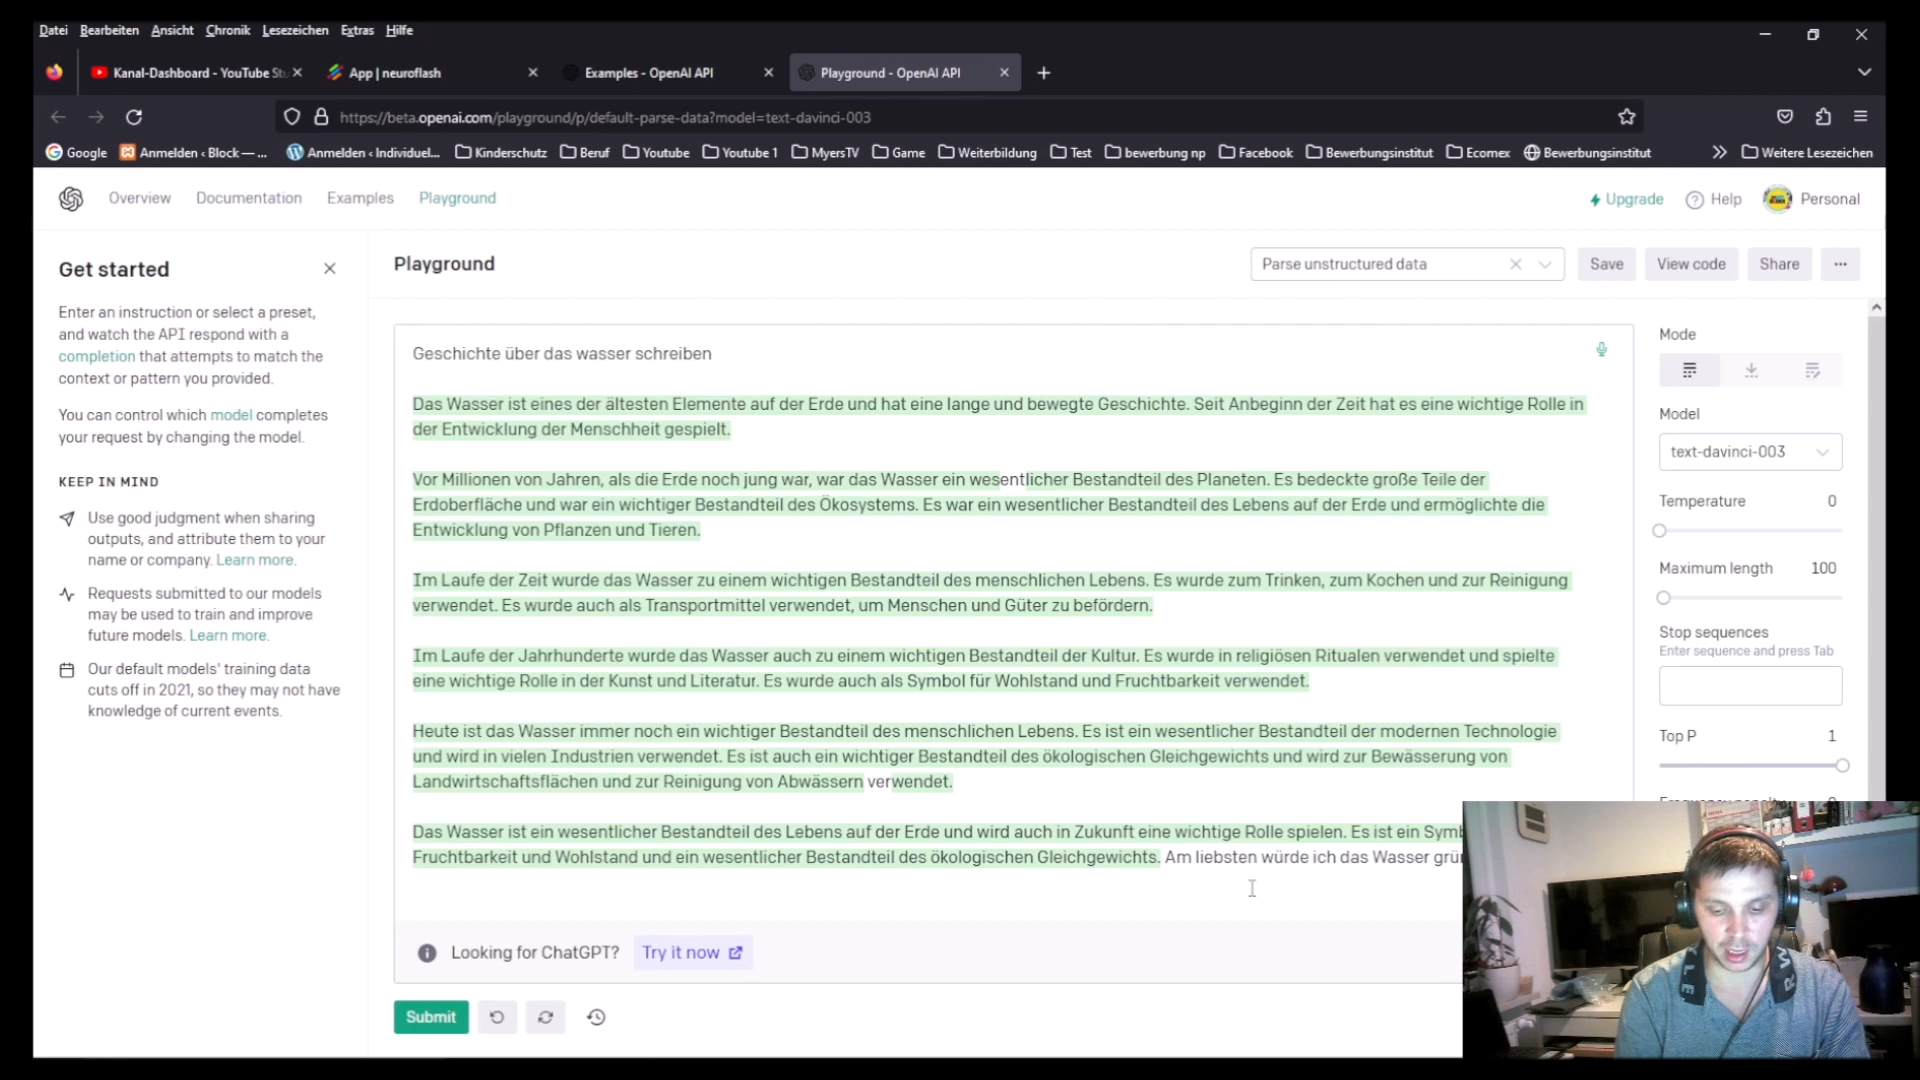 Datei Bearbeiten Ansicht Chronik Lesezeichen Extras Hilfe
Kanal-Dashboard - YouTube Stu
App | neuroflash
Examples - OpenAI API
Playground - OpenAI API
https://beta.openai.com/playground/p/default-parse-data?model=text-davinci-003
Google Anmelden ‹ Block — ... Anmelden ‹ Individuel... Kinderschutz Beruf Youtube Youtube 1 MyersTV Game Weiterbildung Test bewerbung np Facebook Bewerbungsinstitut Ecomex Bewerbungsinstitut Weitere Lesezeichen
Overview Documentation Examples Playground Upgrade Help Personal
Get started
Enter an instruction or select a preset,
and watch the API respond with a
completion that attempts to match the
context or pattern you provided.
You can control which model completes
your request by changing the model.
KEEP IN MIND
Use good judgment when sharing
outputs, and attribute them to your
name or company. Learn more.
Requests submitted to our models
may be used to train and improve
future models. Learn more.
Our default models' training data
cuts off in 2021, so they may not have
knowledge of current events.
Playground
Parse unstructured data Save View code Share ...
Geschichte über das wasser schreiben
Das Wasser ist eines der ältesten Elemente auf der Erde und hat eine lange und bewegte Geschichte. Seit Anbeginn der Zeit hat es eine wichtige Rolle in
der Entwicklung der Menschheit gespielt.
Vor Millionen von Jahren, als die Erde noch jung war, war das Wasser ein wesentlicher Bestandteil des Planeten. Es bedeckte große Teile der
Erdoberfläche und war ein wichtiger Bestandteil des Ökosystems. Es war ein wesentlicher Bestandteil des Lebens auf der Erde und ermöglichte die
Entwicklung von Pflanzen und Tieren.
Im Laufe der Zeit wurde das Wasser zu einem wichtigen Bestandteil des menschlichen Lebens. Es wurde zum Trinken, zum Kochen und zur Reinigung
verwendet. Es wurde auch als Transportmittel verwendet, um Menschen und Güter zu befördern.
Im Laufe der Jahrhunderte wurde das Wasser auch zu einem wichtigen Bestandteil der Kultur. Es wurde in religiösen Ritualen verwendet und spielte
eine wichtige Rolle in der Kunst und Literatur. Es wurde auch als Symbol für Wohlstand und Fruchtbarkeit verwendet.
Heute ist das Wasser immer noch ein wichtiger Bestandteil des menschlichen Lebens. Es ist ein wesentlicher Bestandteil der modernen Technologie
und wird in vielen Industrien verwendet. Es ist auch ein wichtiger Bestandteil des ökologischen Gleichgewichts und wird zur Bewässerung von
Landwirtschaftsflächen und zur Reinigung von Abwässern verwendet.
Das Wasser ist ein wesentlicher Bestandteil des Lebens auf der Erde und wird auch in Zukunft eine wichtige Rolle spielen. Es ist ein Symb
Fruchtbarkeit und Wohlstand und ein wesentlicher Bestandteil des ökologischen Gleichgewichts. Am liebsten würde ich das Wasser grü
Looking for ChatGPT? Try it now
Submit
Mode
Model
text-davinci-003
Temperature 0
Maximum length 100
Stop sequences
Enter sequence and press Tab
Top P 1